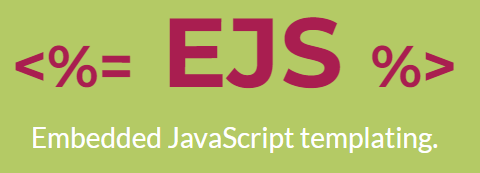 <%= EJS %>
Embedded JavaScript templating.